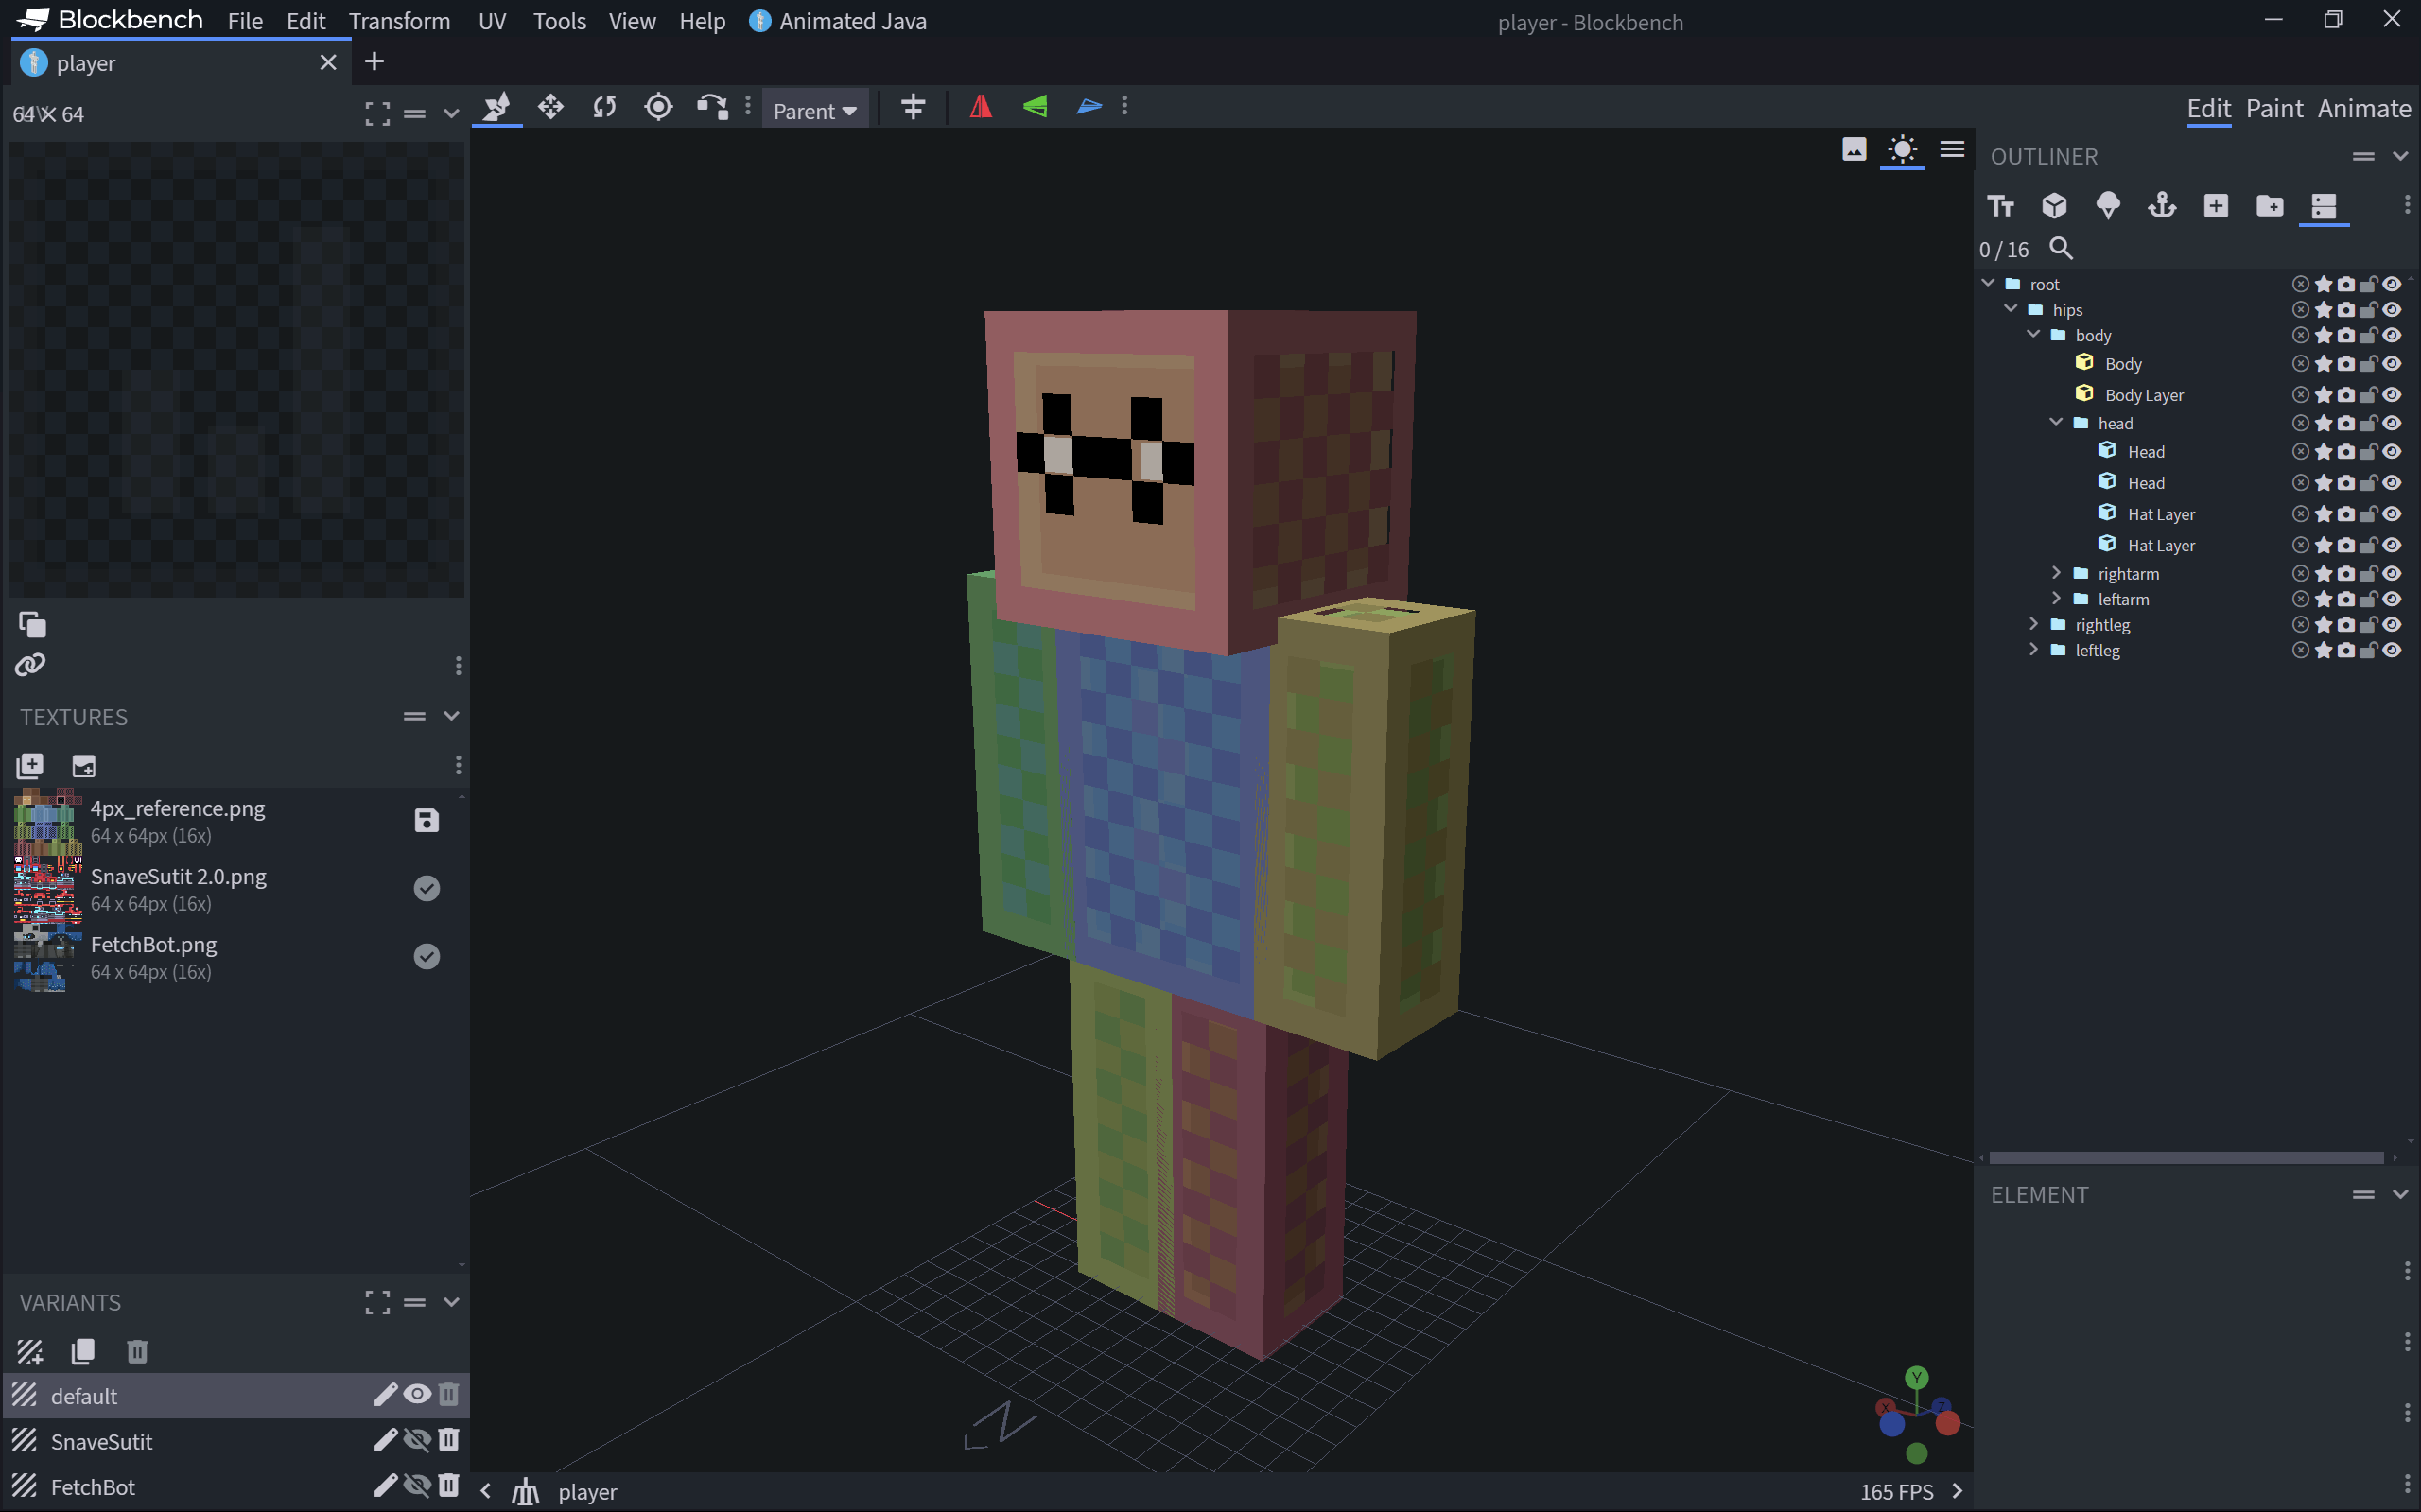 Blockbench File Edit Transform UV Tools View Help Animated Java
player - Blockbench
player
64 × 64
Parent
Edit Paint Animate
OUTLINER
0 / 16
root
hips
body
Body
Body Layer
head
Head
Head
Hat Layer
Hat Layer
rightarm
leftarm
rightleg
leftleg
TEXTURES
4px_reference.png
64 x 64px (16x)
SnaveSutit 2.0.png
64 x 64px (16x)
FetchBot.png
64 x 64px (16x)
ELEMENT
VARIANTS
default
SnaveSutit
FetchBot
Y
X
Z
N
player
165 FPS